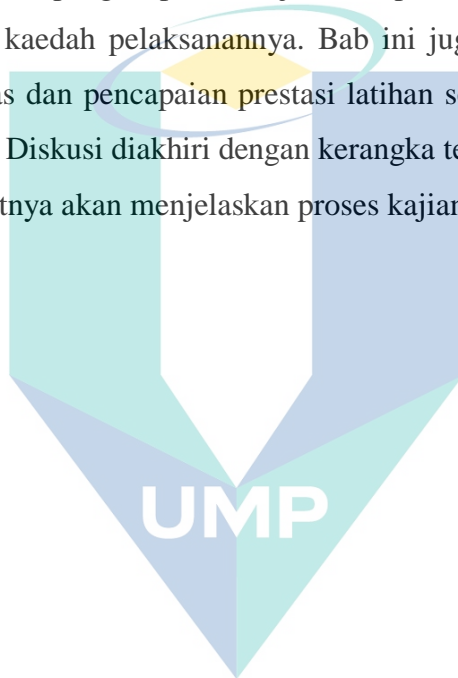 kaedah pelaksanannya. Bab ini jug
s dan pencapaian prestasi latihan s
Diskusi diakhiri dengan kerangka te
tnya akan menjelaskan proses kajian
UMP